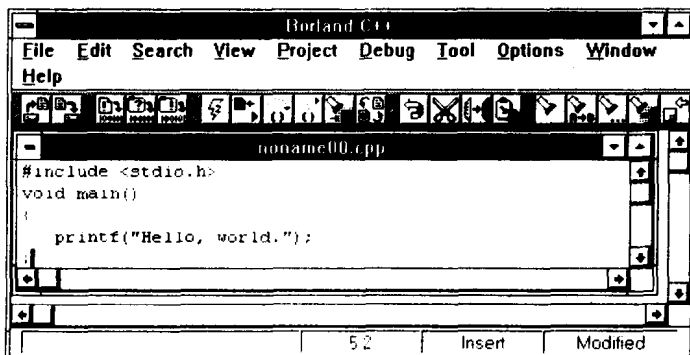 Borland C++
File Edit Search View Project Debug Tool Options Window
Help
noname00.cpp
#include <stdio.h>
void main()
{
printf("Hello, world.");
}
5:2 Insert Modified